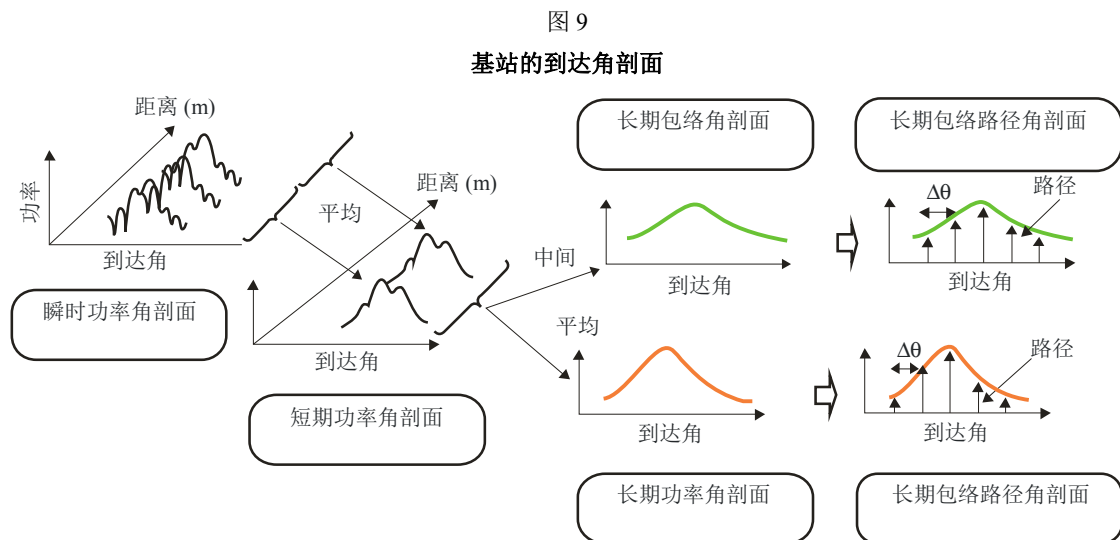 图 9
基站的到达角剖面
距离 (m)
功率
到达角
瞬时功率角剖面
平均
距离 (m)
到达角
短期功率角剖面
中间
平均
长期包络角剖面
到达角
长期包络路径角剖面
Δθ
路径
到达角
到达角
长期功率角剖面
Δθ
路径
到达角
长期包络路径角剖面